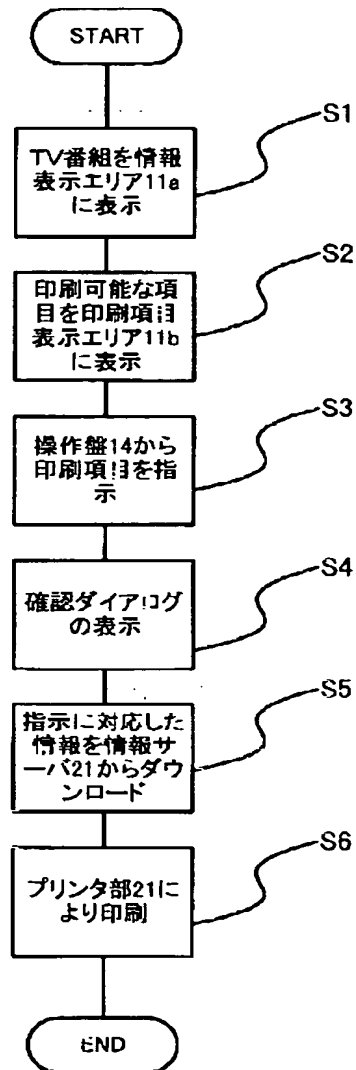 START
TV番組を情報
表示エリア11a
に表示
S1
印刷可能な項
目を印刷項目
表示エリア11b
に表示
S2
操作盤14から
印刷項目を指
示
S3
確認ダイアログ
の表示
S4
指示に対応した
情報を情報サ
ーバ21からダウ
ンロード
S5
プリンタ部21に
より印刷
S6
END